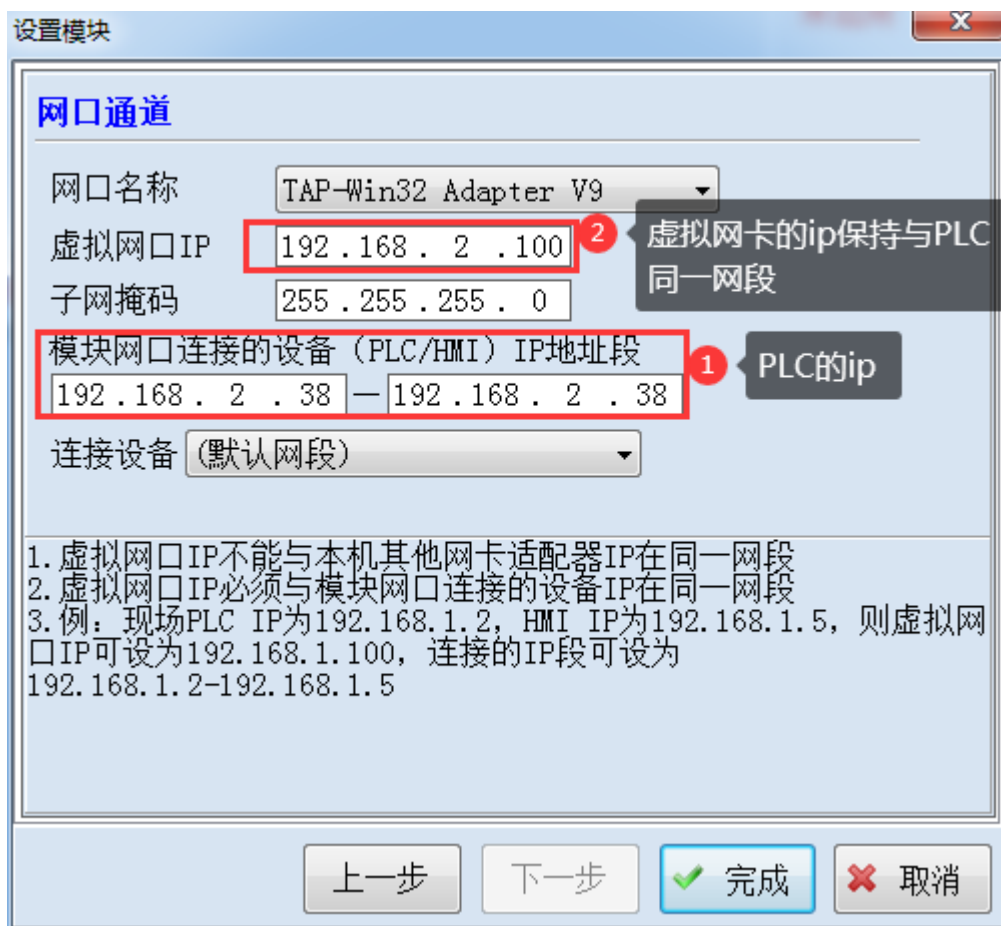 设置模块
网口通道
网口名称 TAP-Win32 Adapter V9
虚拟网口IP 192.168. 2 .100
2 虚拟网卡的ip保持与PLC
同一网段
子网掩码 255.255.255. 0
模块网口连接的设备（PLC/HMI）IP地址段
192.168. 2 . 38 — 192.168. 2 . 38
1 PLC的ip
连接设备 (默认网段)
1.虚拟网口IP不能与本机其他网卡适配器IP在同一网段
2.虚拟网口IP必须与模块网口连接的设备IP在同一网段
3.例：现场PLC IP为192.168.1.2，HMI IP为192.168.1.5，则虚拟网
口IP可设为192.168.1.100，连接的IP段可设为
192.168.1.2-192.168.1.5
上一步 下一步 完成 取消